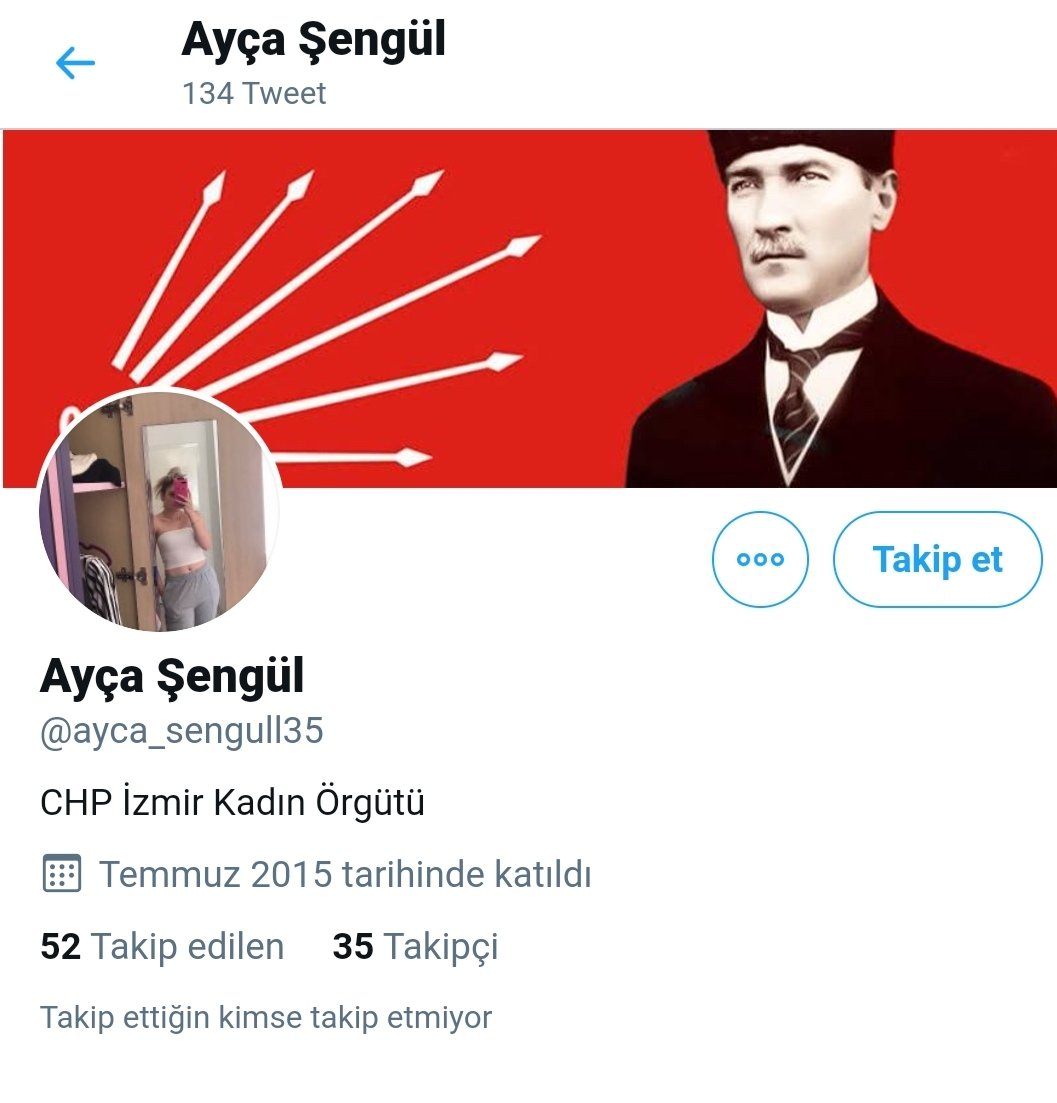 Ayça Şengül
134 Tweet
Takip et
Ayça Şengül
@ayca_sengull35
CHP İzmir Kadın Örgütü
Temmuz 2015 tarihinde katıldı
52 Takip edilen 35 Takipçi
Takip ettiğin kimse takip etmiyor